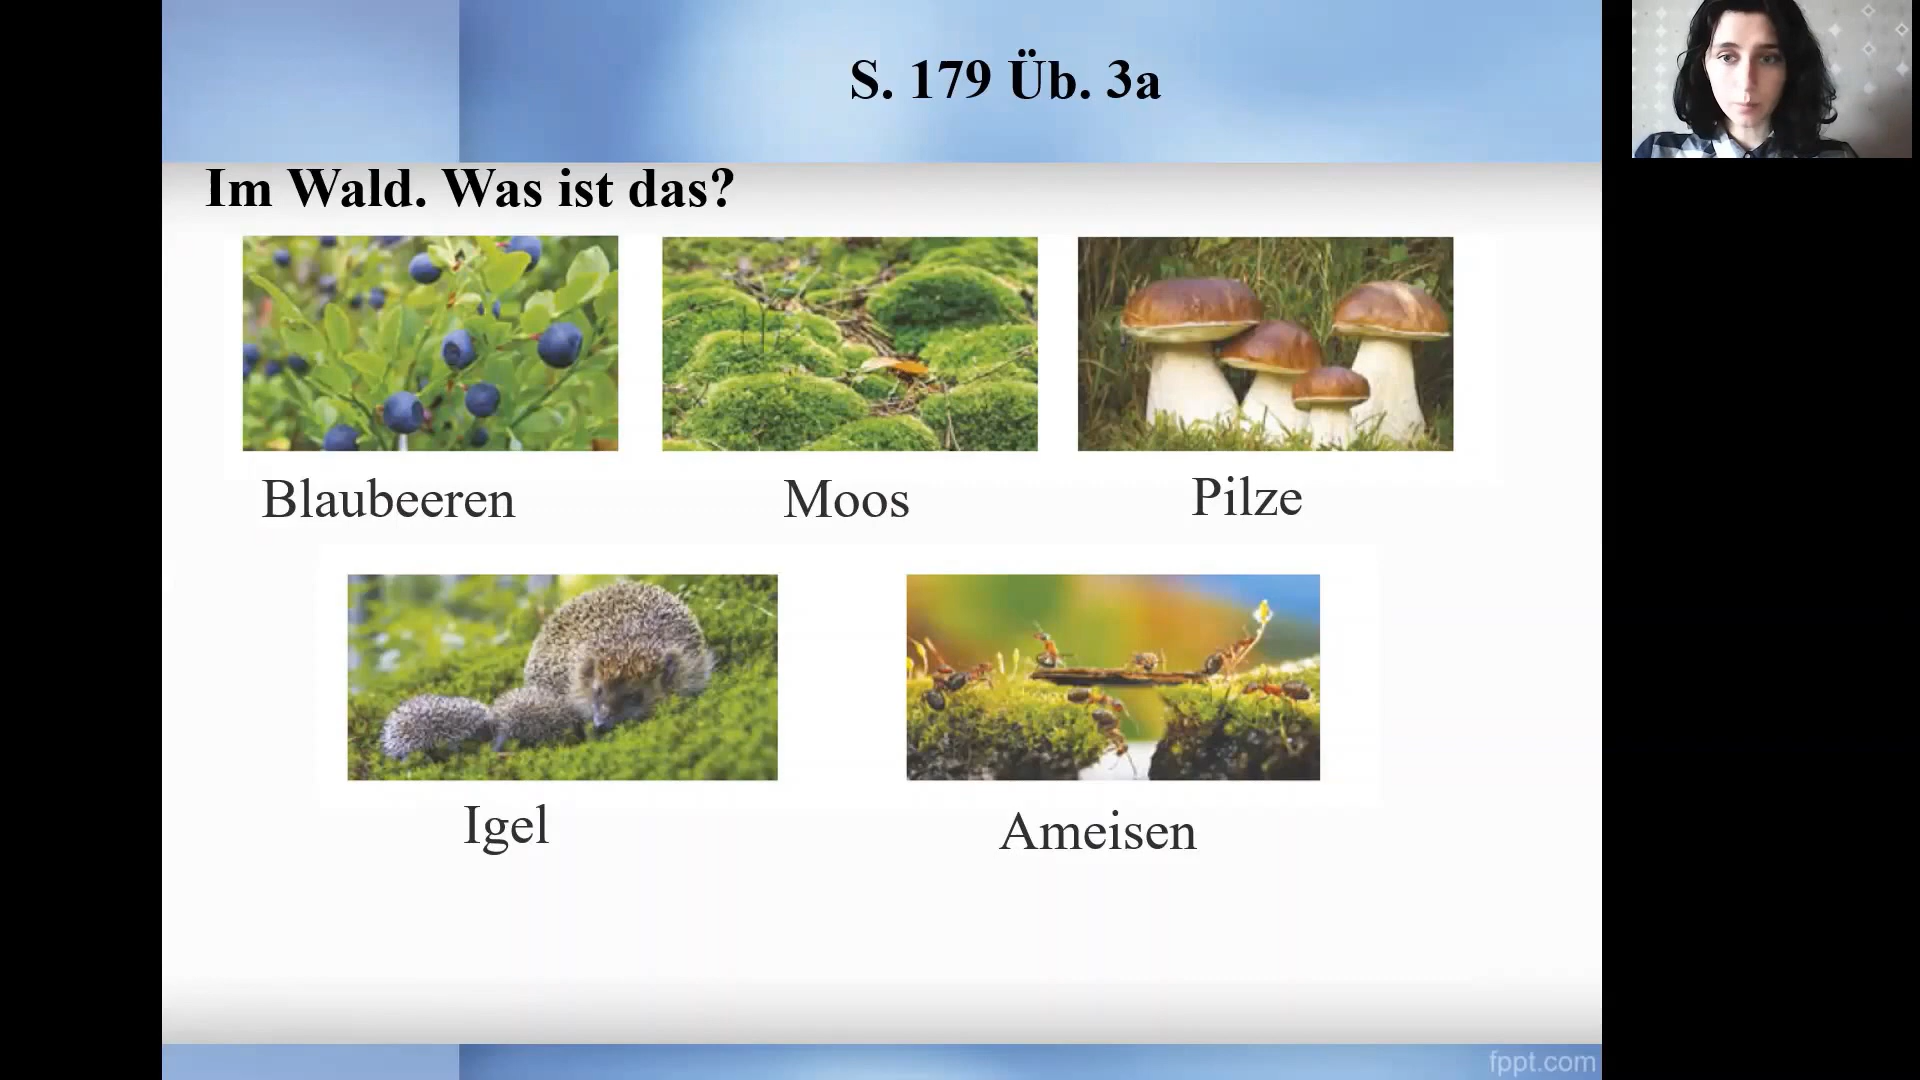 S. 179 Üb. 3a
Im Wald. Was ist das?
Blaubeeren
Moos
Pilze
Igel
Ameisen
fppt.com